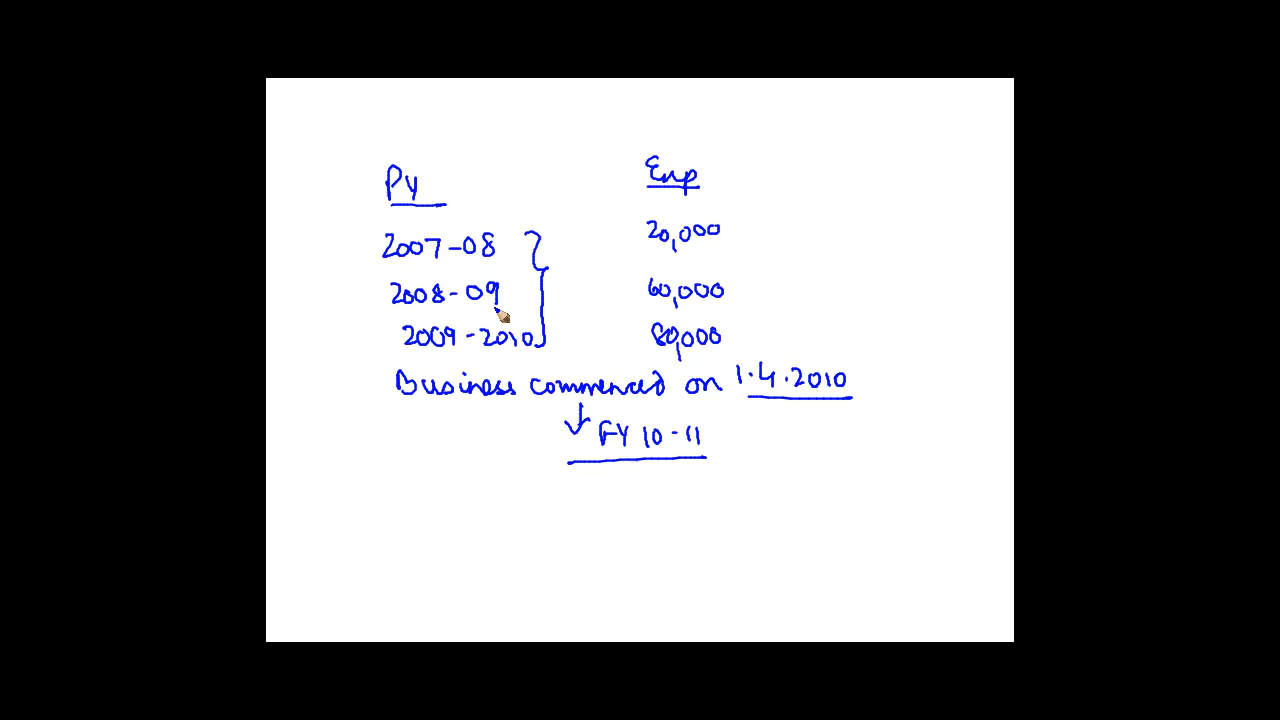 PY Exp
2007-08 20,000
2008-09 60,000
2009-2010 80,000
Business commenced on 1.4.2010
FY 10-11